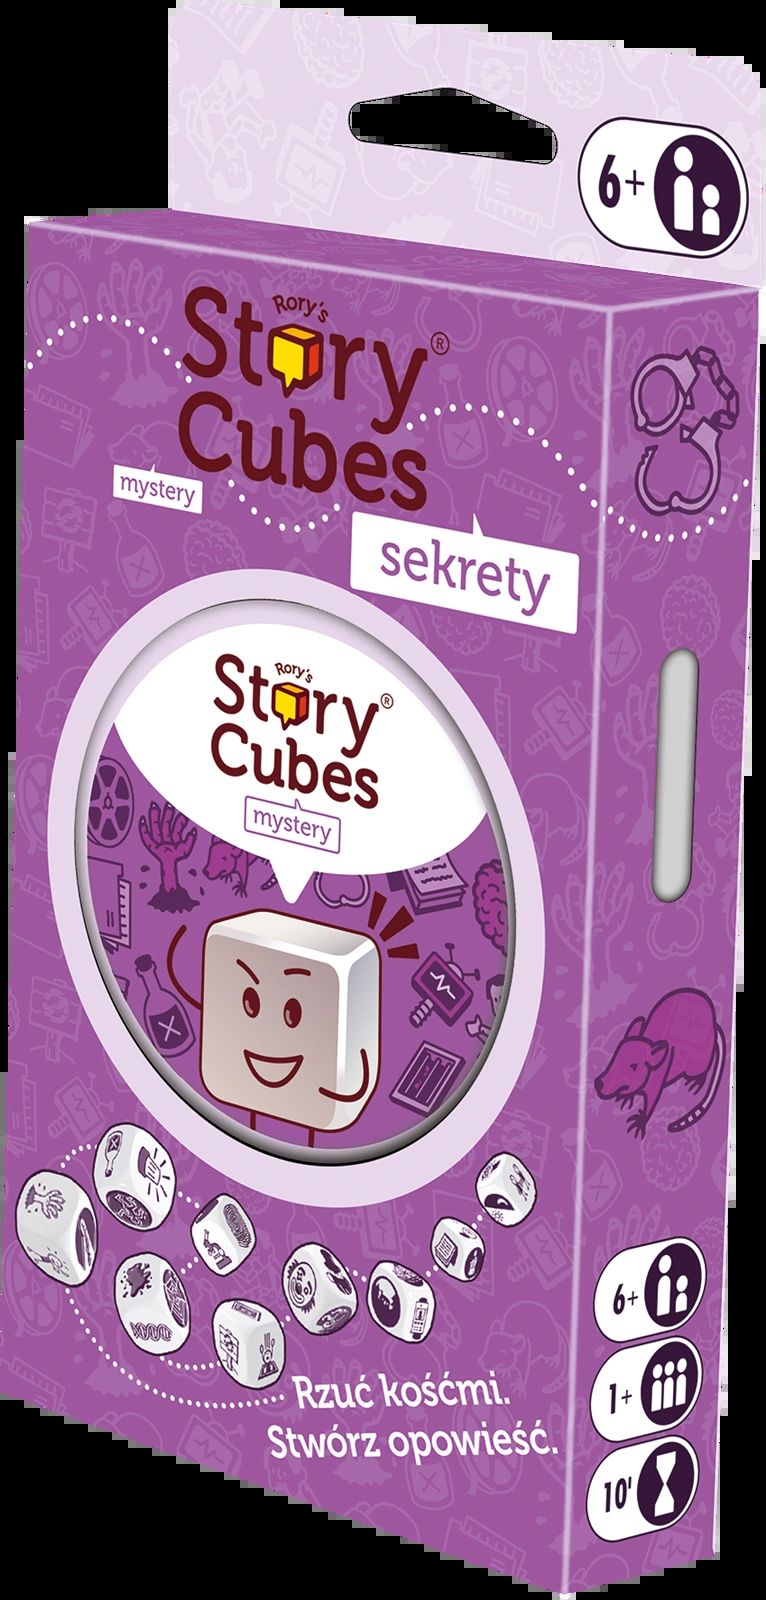 6+
Rory's
Story®
Cubes
mystery
sekrety
Rory's
Story®
Cubes
mystery
6+
1+
10'
Rzuć kośćmi.
Stwórz opowieść.